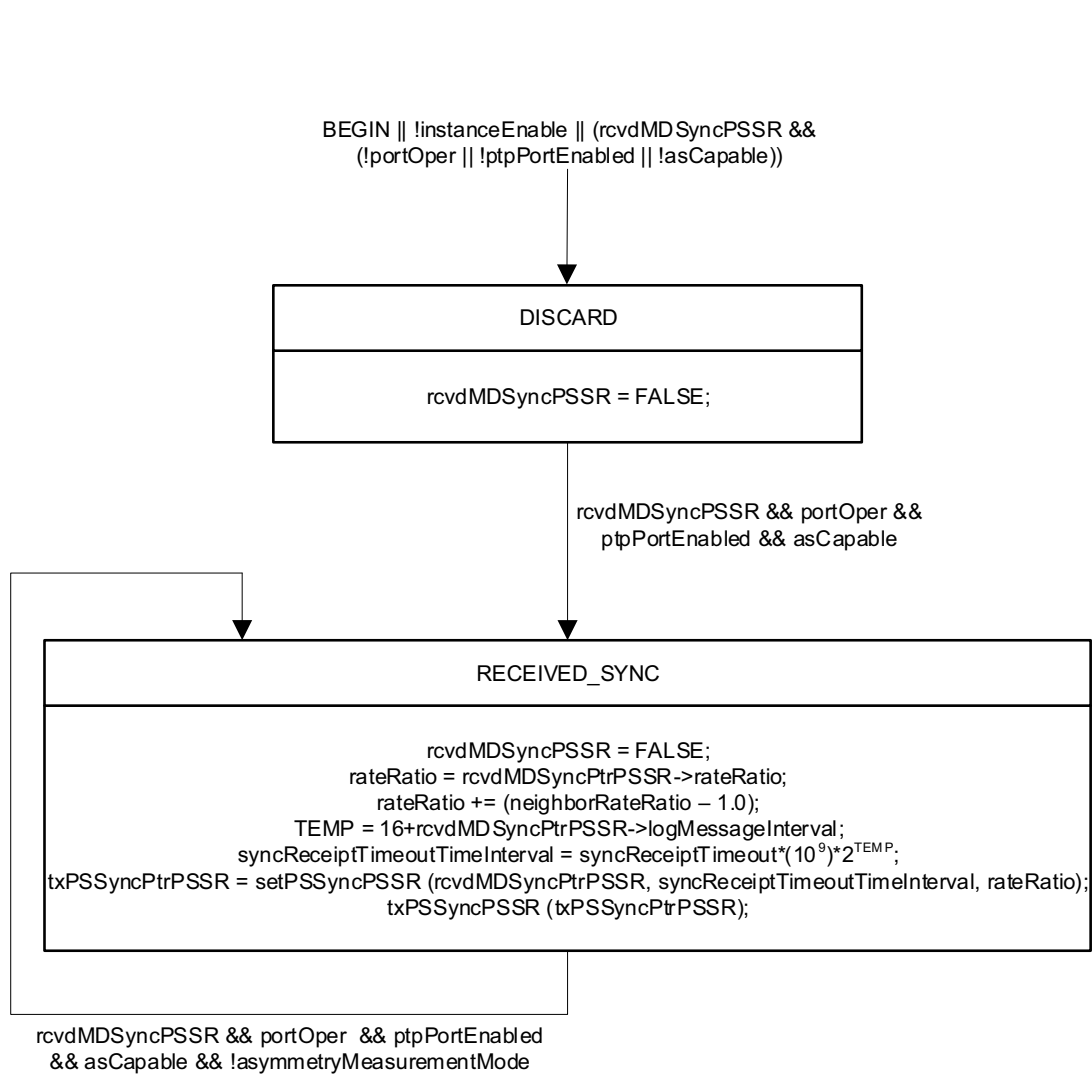 BEGIN || !instanceEnable || (rcvdMDSyncPSSR &&
(!portOper || !ptpPortEnabled || !asCapable))
DISCARD
rcvdMDSyncPSSR = FALSE;
rcvdMDSyncPSSR && portOper &&
ptpPortEnabled && asCapable
RECEIVED_SYNC
rcvdMDSyncPSSR = FALSE;
rateRatio = rcvdMDSyncPtrPSSR->rateRatio;
rateRatio += (neighborRateRatio – 1.0);
TEMP = 16+rcvdMDSyncPtrPSSR->logMessageInterval;
syncReceiptTimeoutTimeInterval = syncReceiptTimeout*(10⁹)*2^TEMP;
txPSSyncPtrPSSR = setPSSyncPSSR (rcvdMDSyncPtrPSSR, syncReceiptTimeoutTimeInterval, rateRatio);
txPSSyncPSSR (txPSSyncPtrPSSR);
rcvdMDSyncPSSR && portOper && ptpPortEnabled
&& asCapable && !asymmetryMeasurementMode